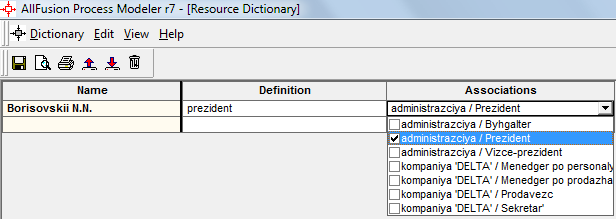 AllFusion Process Modeler r7 - [Resource Dictionary]
Dictionary Edit View Help
Name Definition Associations
Borisovskii N.N. prezident administrazciya / Prezident
administrazciya / Byhgalter
administrazciya / Prezident
administrazciya / Vizce-prezident
kompaniya 'DELTA' / Menedger po personaly
kompaniya 'DELTA' / Menedger po prodazha
kompaniya 'DELTA' / Prodavezc
kompaniya 'DELTA' / Sekretar'